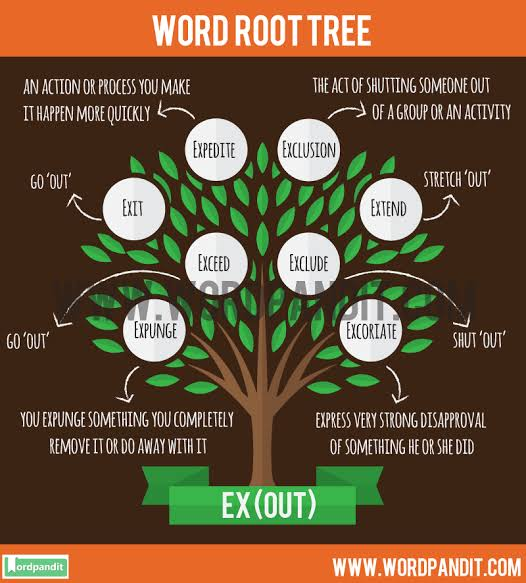 WORD ROOT TREE
AN ACTION OR PROCESS YOU MAKE
IT HAPPEN MORE QUICKLY
THE ACT OF SHUTTING SOMEONE OUT
OF A GROUP OR AN ACTIVITY
EXPEDITE
EXCLUSION
GO 'OUT'
STRETCH 'OUT'
EXIT
EXTEND
EXCEED
EXCLUDE
WWW.WORDPANDIT.COM
EXPUNGE
EXCORIATE
GO 'OUT'
SHUT 'OUT'
YOU EXPUNGE SOMETHING YOU COMPLETELY
REMOVE IT OR DO AWAY WITH IT
EXPRESS VERY STRONG DISAPPROVAL
OF SOMETHING HE OR SHE DID
EX (OUT)
Wordpandit
WWW.WORDPANDIT.COM